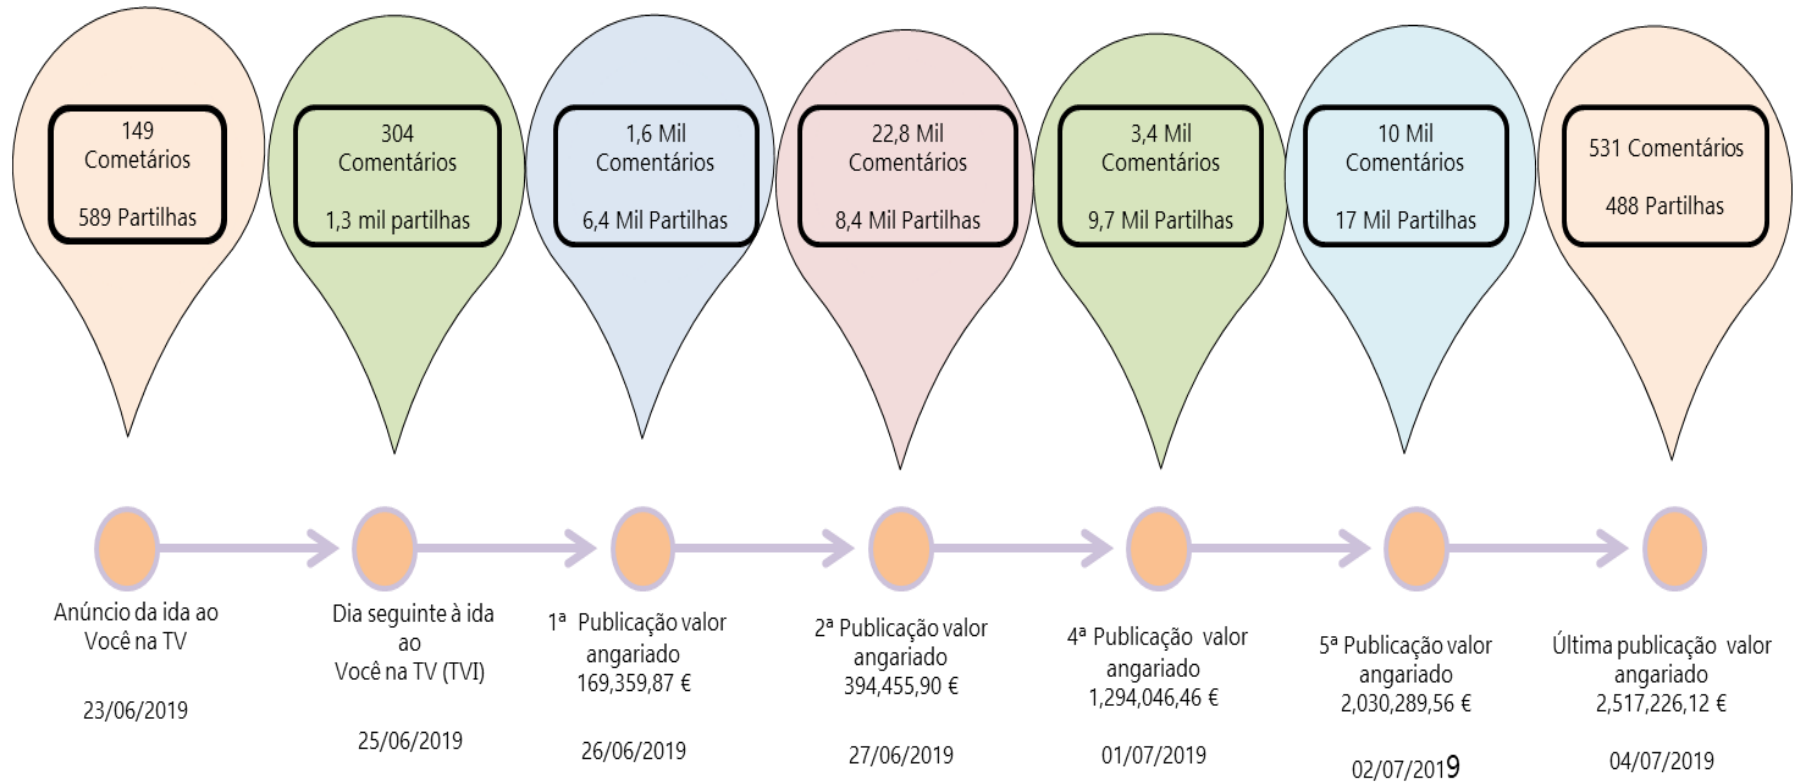 149
Cometários
589 Partilhas
304
Comentários
1,3 mil partilhas
1,6 Mil
Comentários
6,4 Mil Partilhas
22,8 Mil
Comentários
8,4 Mil Partilhas
3,4 Mil
Comentários
9,7 Mil Partilhas
10 Mil
Comentários
17 Mil Partilhas
531 Comentários
488 Partilhas
Anúncio da ida ao
Você na TV
23/06/2019
Dia seguinte à ida
ao
Você na TV (TVI)
25/06/2019
1ª Publicação valor
angariado
169,359,87 €
26/06/2019
2ª Publicação valor
angariado
394,455,90 €
27/06/2019
4ª Publicação valor
angariado
1,294,046,46 €
01/07/2019
5ª Publicação valor
angariado
2,030,289,56 €
02/07/2019
Última publicação valor
angariado
2,517,226,12 €
04/07/2019